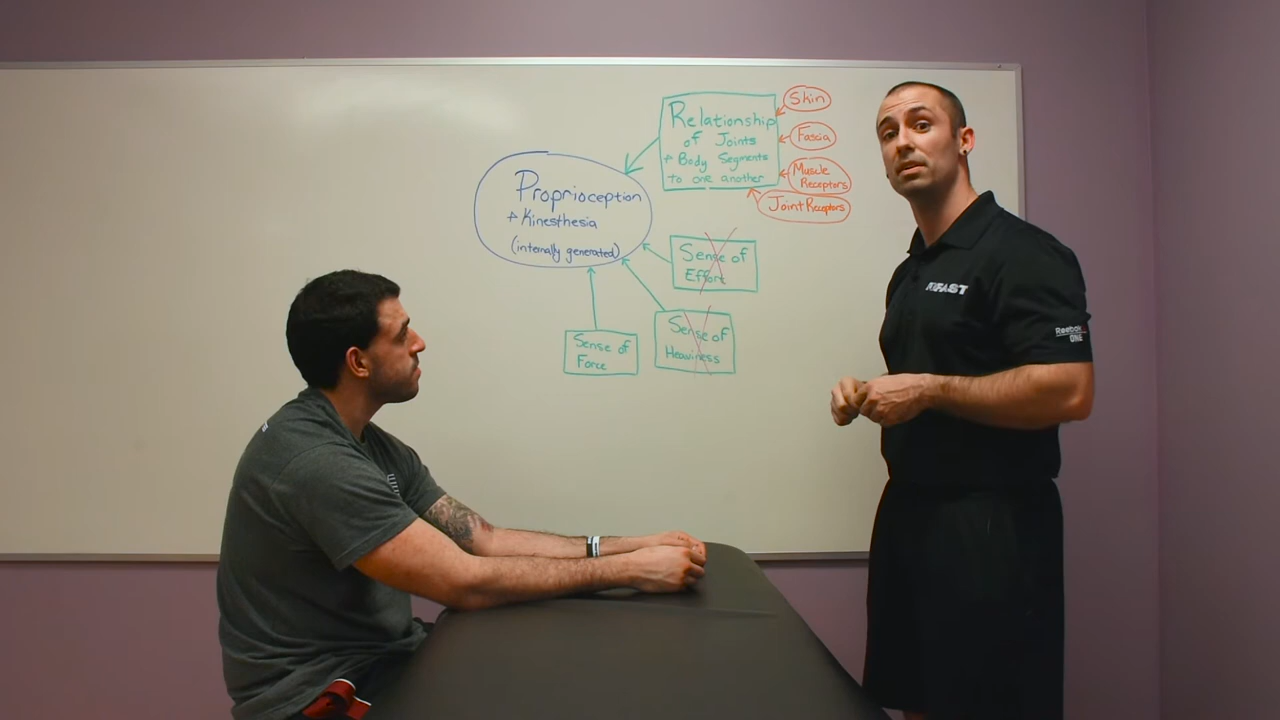 Relationship
of Joints
+ Body Segments
to one another
Skin
Fascia
Muscle
Receptors
Joint Receptors
Proprioception
+ Kinesthesia
(internally generated)
Sense of
Effort
Sense of
Heaviness
Sense of
Force
Reebok
ONE